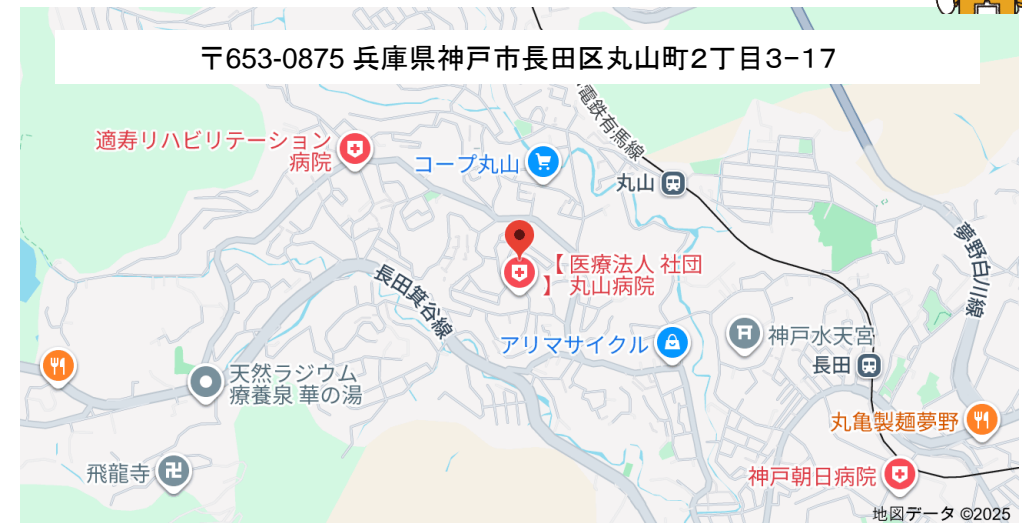 〒653-0875 兵庫県神戸市長田区丸山町2丁目3−17
電鉄有馬線
適寿リハビリテーション
病院
コープ丸山
丸山
夢野白川線
【 医療法人 社団
】 丸山病院
長田箕谷線
アリマサイクル
神戸水天宮
長田
天然ラジウム
療養泉 華の湯
丸亀製麺夢野
飛龍寺
神戸朝日病院
地図データ ©2025